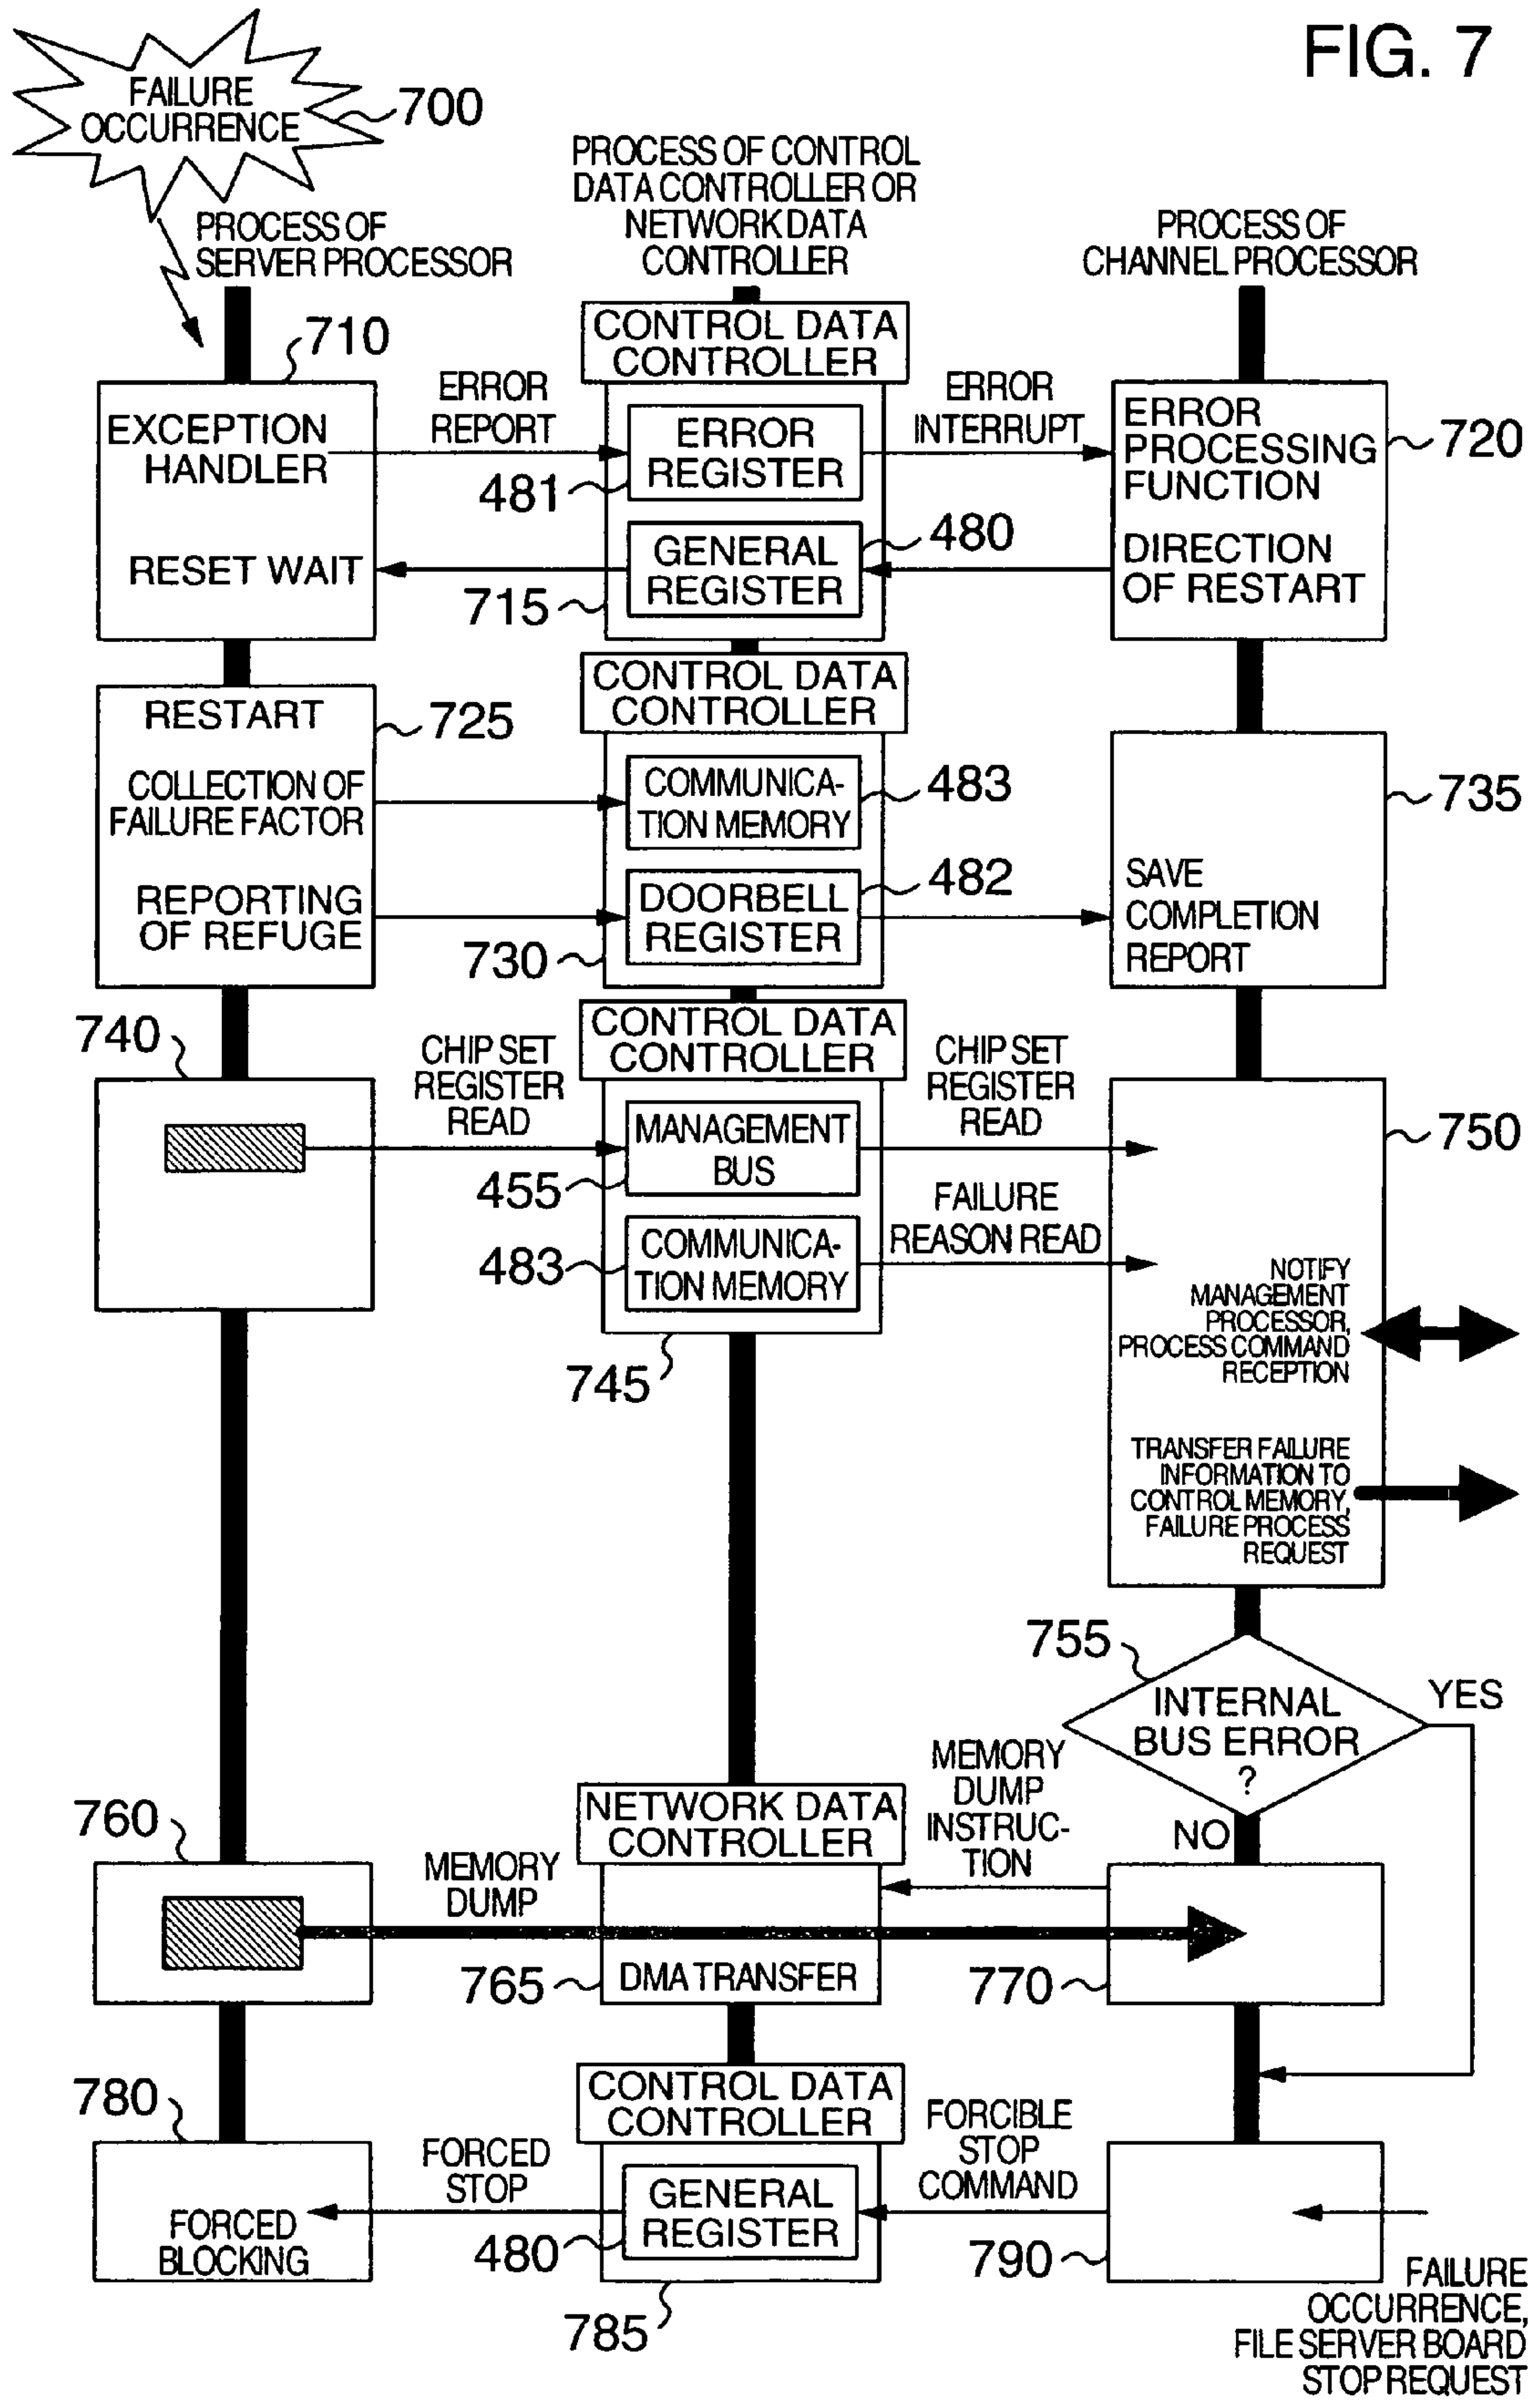 FIG. 7
FAILURE
OCCURRENCE
700
PROCESS OF
SERVER PROCESSOR
PROCESS OF CONTROL
DATA CONTROLLER OR
NETWORK DATA
CONTROLLER
PROCESS OF
CHANNEL PROCESSOR
710
CONTROL DATA
CONTROLLER
EXCEPTION
HANDLER
ERROR
REPORT
ERROR
REGISTER
481
ERROR
INTERRUPT
ERROR
PROCESSING
FUNCTION
720
RESET WAIT
GENERAL
REGISTER
480
715
DIRECTION
OF RESTART
CONTROL DATA
CONTROLLER
RESTART
725
COLLECTION OF
FAILURE FACTOR
COMMUNICA-
TION MEMORY
483
735
REPORTING
OF REFUGE
DOORBELL
REGISTER
482
730
SAVE
COMPLETION
REPORT
CONTROL DATA
CONTROLLER
740
CHIP SET
REGISTER
READ
MANAGEMENT
BUS
455
CHIP SET
REGISTER
READ
750
COMMUNICA-
TION MEMORY
483
FAILURE
REASON READ
745
NOTIFY
MANAGEMENT
PROCESSOR,
PROCESS COMMAND
RECEPTION
TRANSFER FAILURE
INFORMATION TO
CONTROL MEMORY,
FAILURE PROCESS
REQUEST
755
INTERNAL
BUS ERROR
?
YES
NO
NETWORK DATA
CONTROLLER
MEMORY
DUMP
INSTRUC-
TION
760
MEMORY
DUMP
765
DMA TRANSFER
770
CONTROL DATA
CONTROLLER
780
FORCED
STOP
GENERAL
REGISTER
480
FORCIBLE
STOP
COMMAND
FORCED
BLOCKING
785
790
FAILURE
OCCURRENCE,
FILE SERVER BOARD
STOP REQUEST